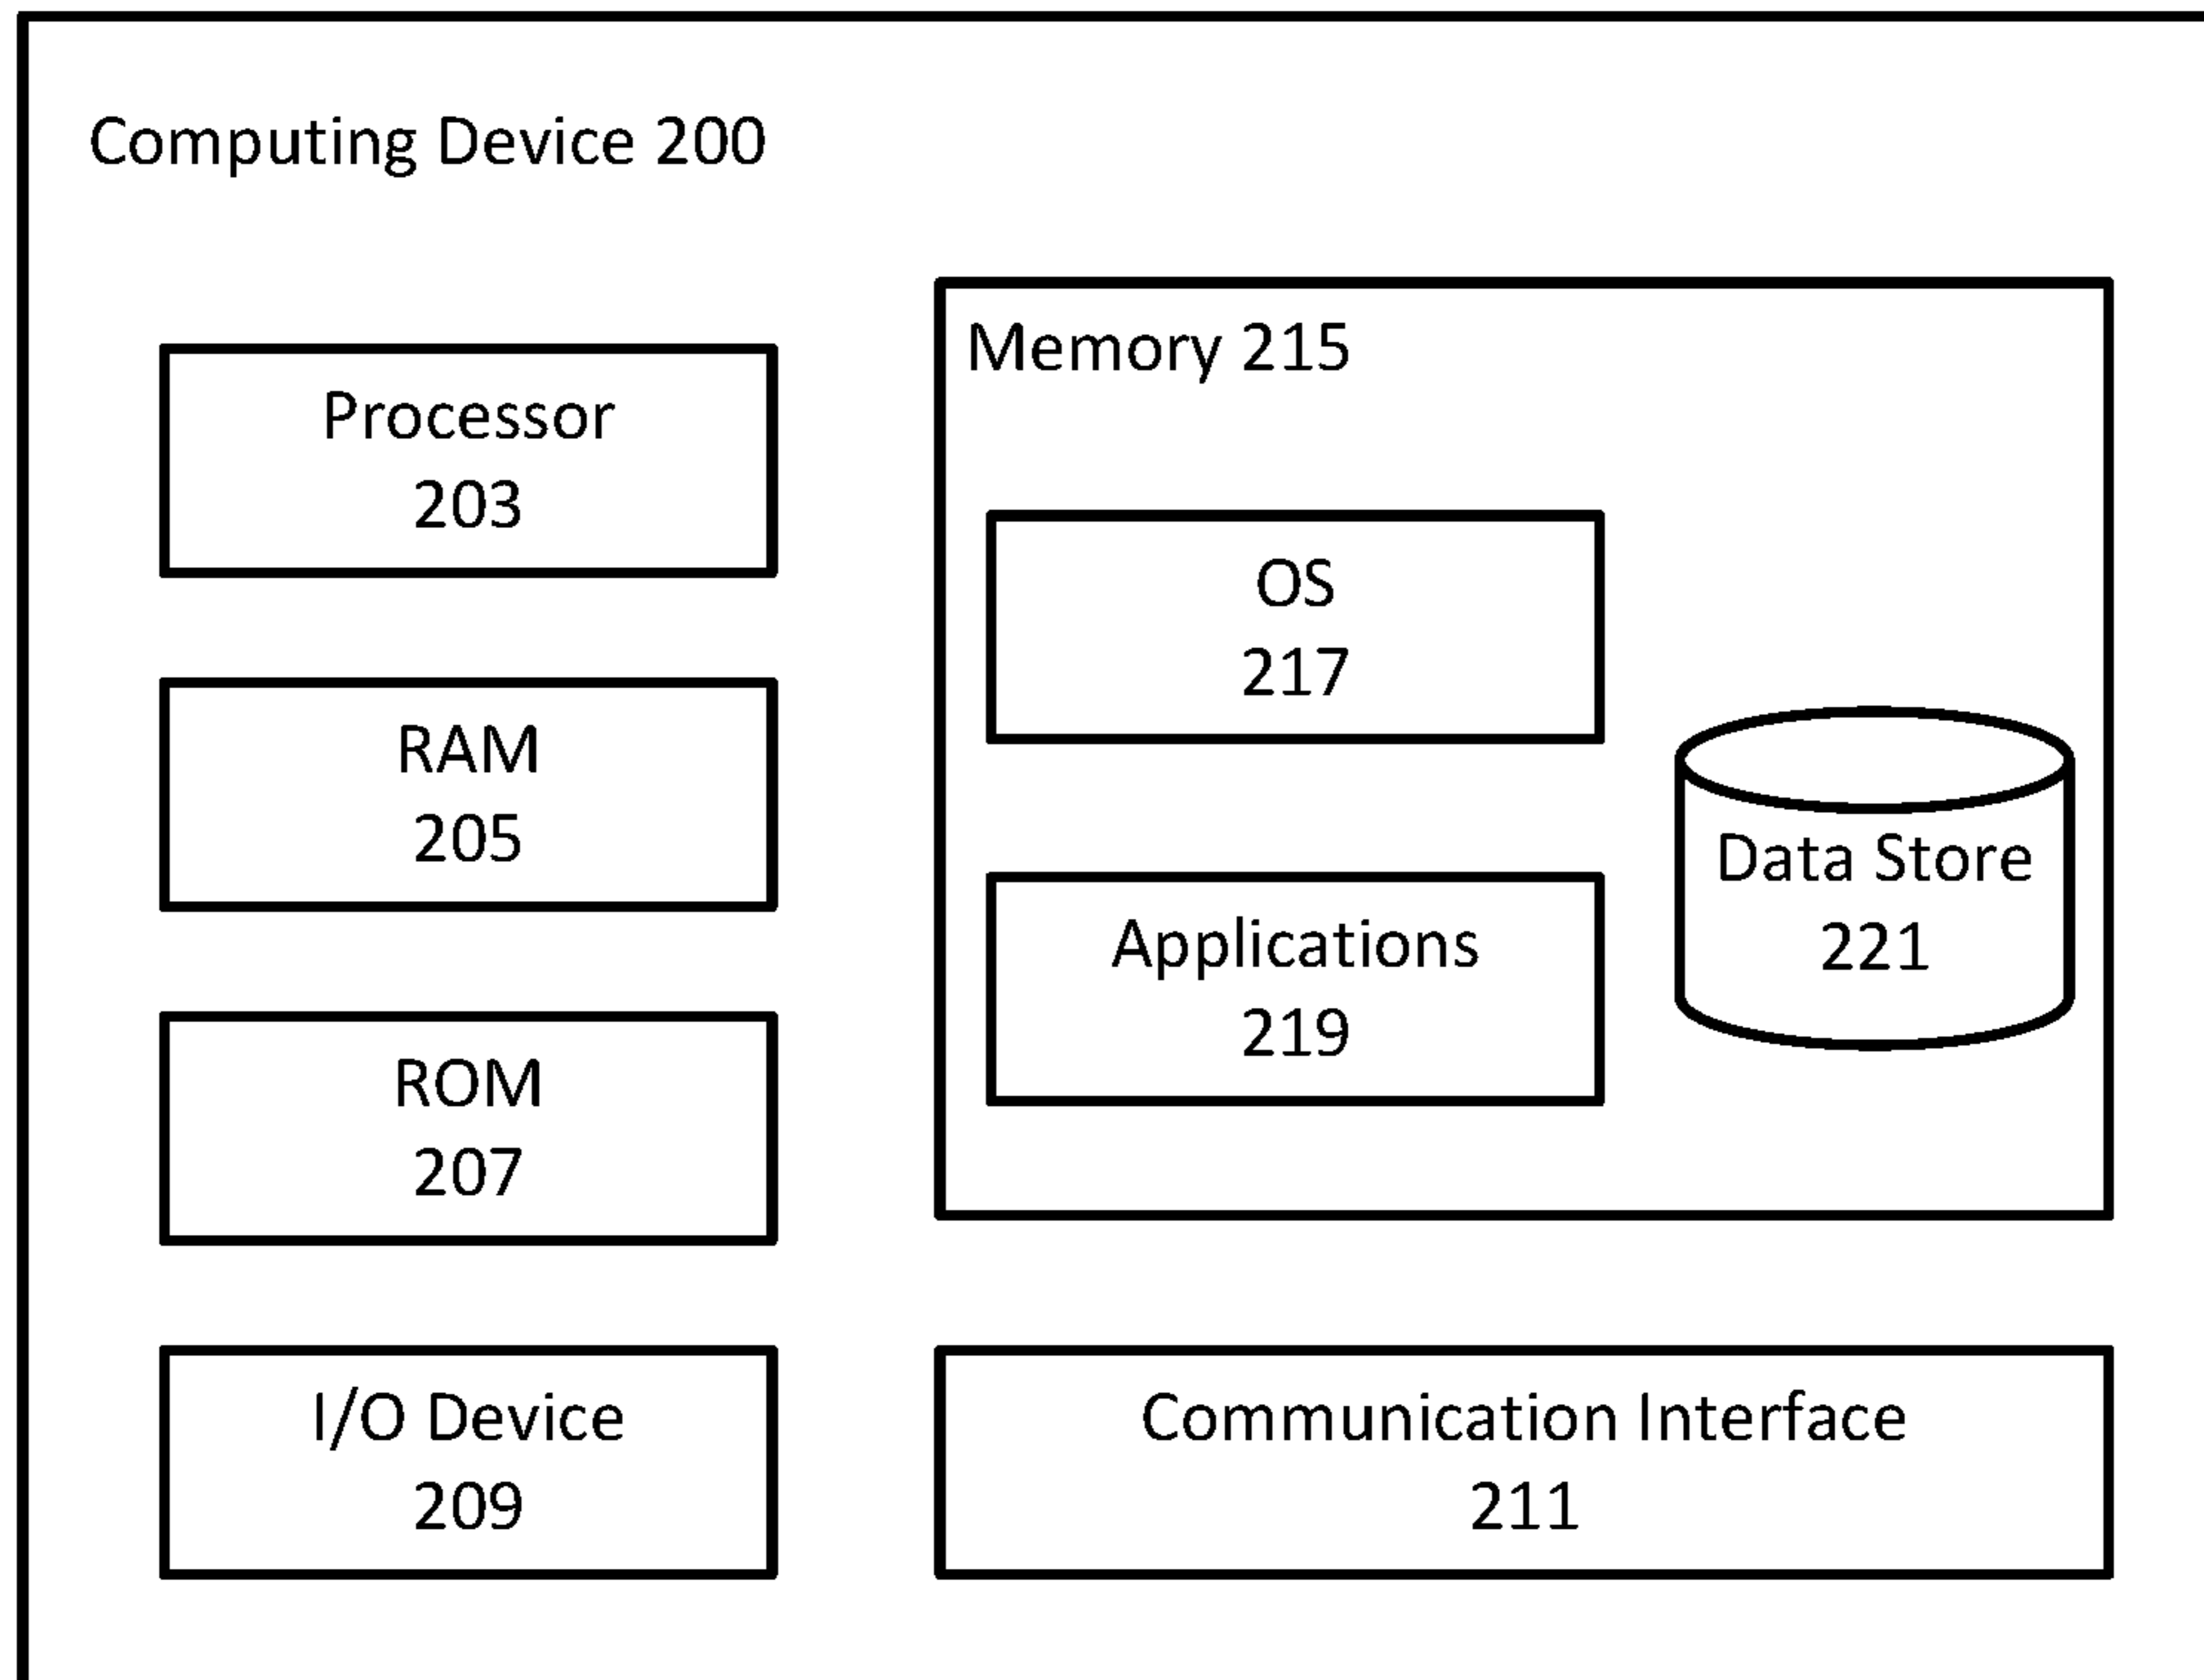 Computing Device 200
Processor
203
RAM
205
ROM
207
I/O Device
209
Memory 215
OS
217
Applications
219
Data Store
221
Communication Interface
211